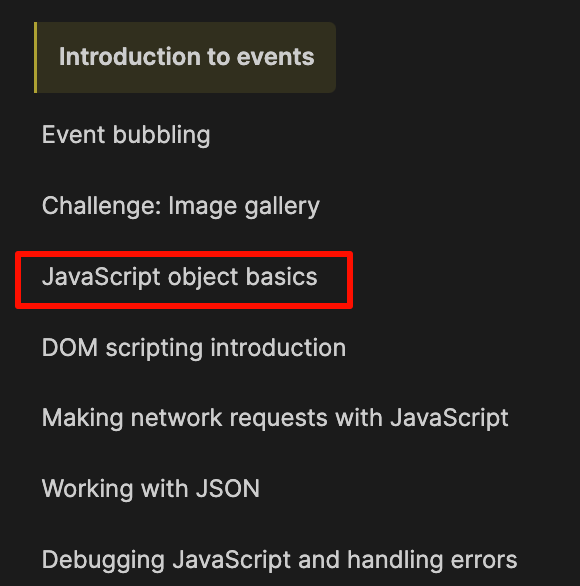 Introduction to events
Event bubbling
Challenge: Image gallery
JavaScript object basics
DOM scripting introduction
Making network requests with JavaScript
Working with JSON
Debugging JavaScript and handling errors